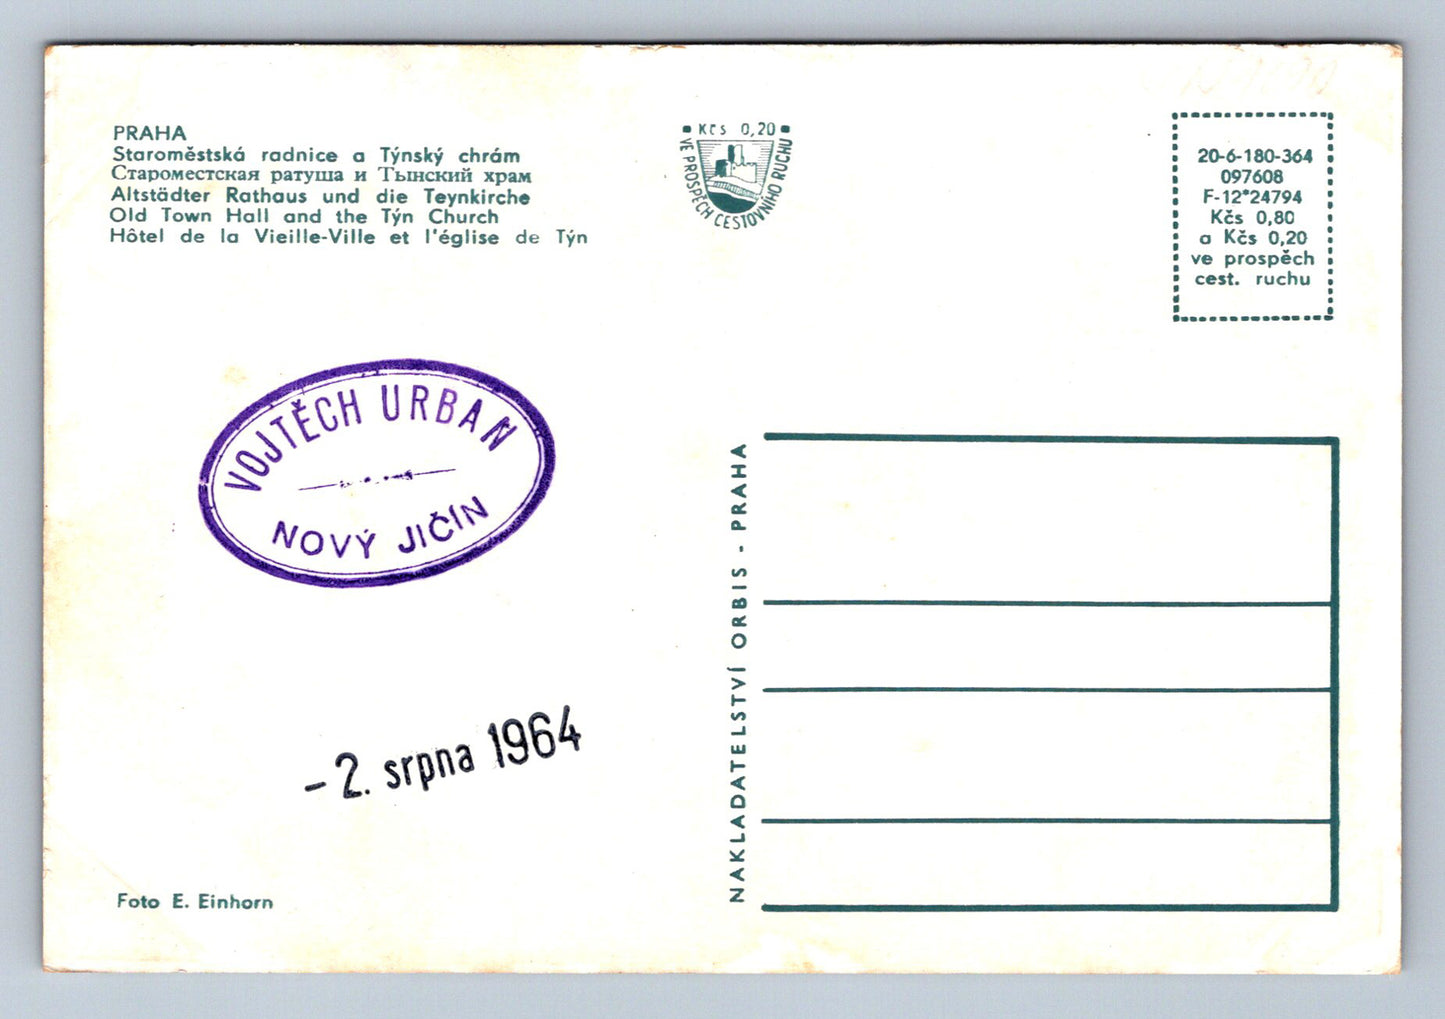 PRAHA
Staroměstská radnice a Týnský chrám
Староместская ратуша и Тынский храм
Altstädter Rathaus und die Teynkirche
Old Town Hall and the Týn Church
Hôtel de la Vieille-Ville et l'église de Týn
Kčs 0,20
VE PROSPĚCH CESTOVNÍHO RUCHU
20-6-180-364
097608
F-12*24794
Kčs 0,80
a Kčs 0,20
ve prospěch
cest. ruchu
VOJTĚCH URBAN
NOVÝ JIČÍN
-2. srpna 1964
NAKLADATELSTVÍ ORBIS - PRAHA
Foto E. Einhorn